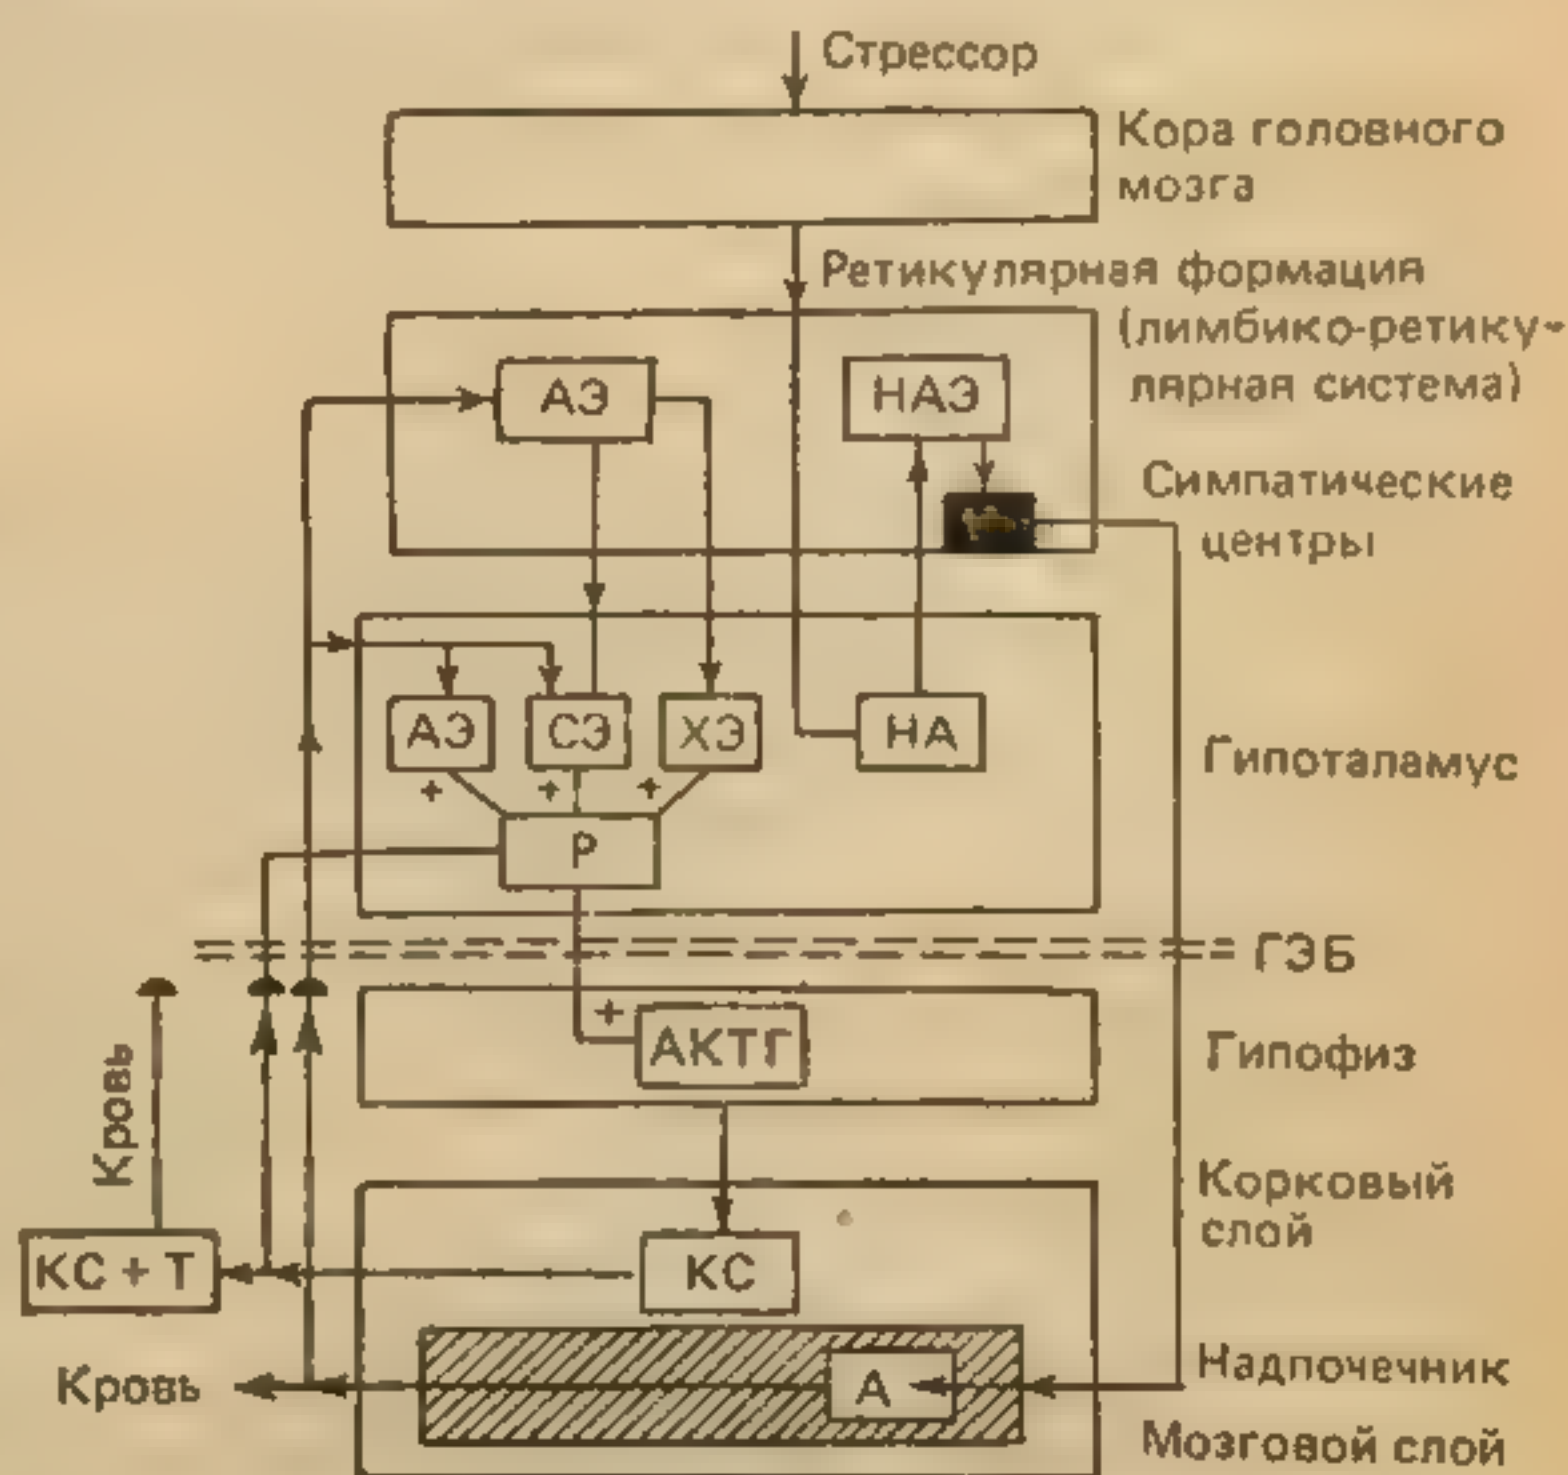 Стрессор
Кора головного
мозга
Ретикулярная формация
(лимбико-ретику-
лярная система)
АЭ
НАЭ
Симпатические
центры
АЭ
СЭ
ХЭ
НА
Гипоталамус
+
+
+
Р
ГЭБ
+
АКТГ
Гипофиз
Кровь
Корковый
слой
КС + Т
КС
Надпочечник
Кровь
А
Мозговой слой